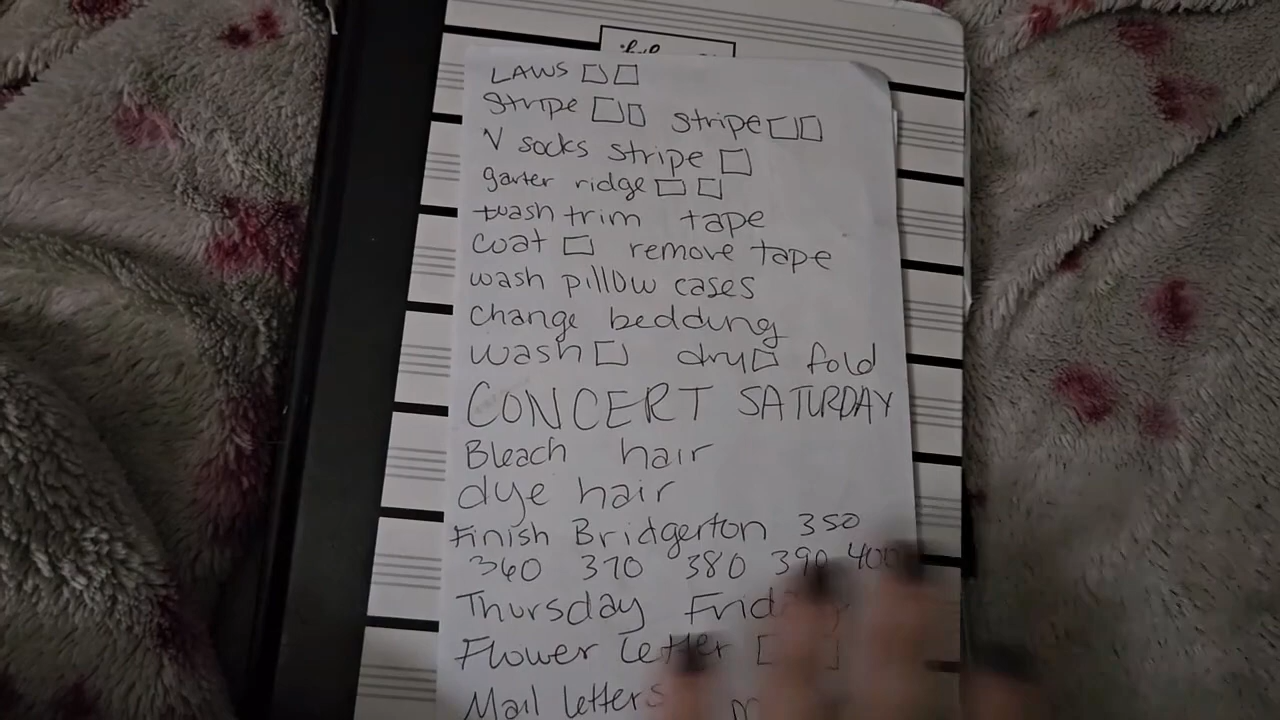 LAWS
Stripe stripe
V socks stripe
garter ridge
wash trim tape
coat remove tape
wash pillow cases
change bedding
wash dry fold
CONCERT SATURDAY
Bleach hair
dye hair
Finish Bridgerton 350
360 370 380 390 400
Thursday Friday
Flower letter
Mail letters